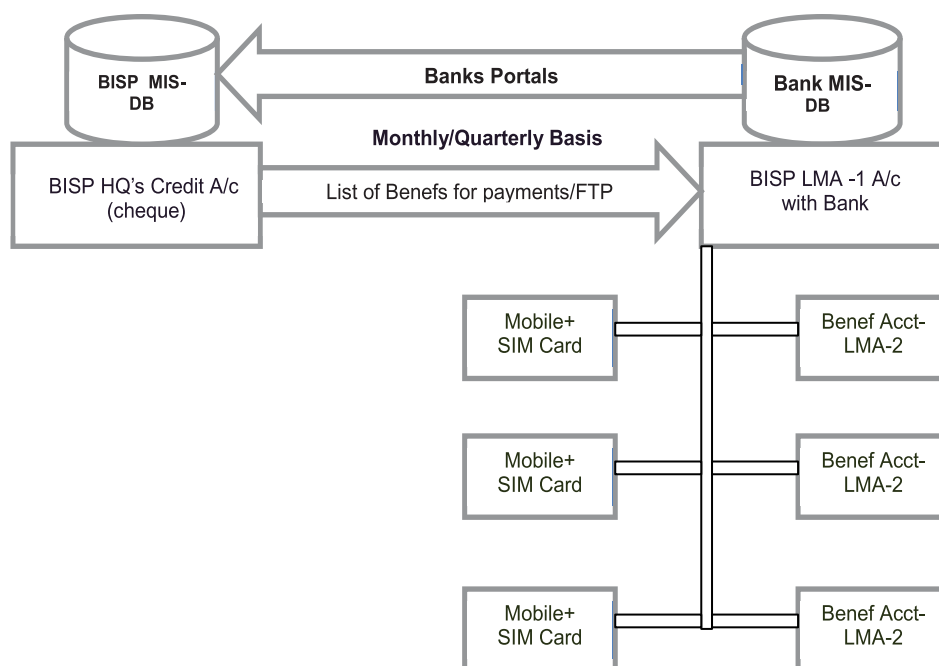 BISP MIS-
DB
Banks Portals
Bank MIS-
DB
Monthly/Quarterly Basis
BISP HQ's Credit A/c
(cheque)
List of Benefs for payments/FTP
BISP LMA -1 A/c
with Bank
Mobile+
SIM Card
Benef Acct-
LMA-2
Mobile+
SIM Card
Benef Acct-
LMA-2
Mobile+
SIM Card
Benef Acct-
LMA-2